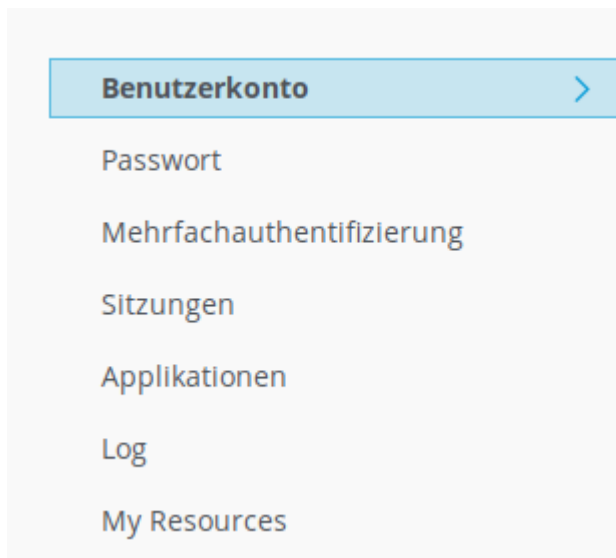 Benutzerkonto
Passwort
Mehrfachauthentifizierung
Sitzungen
Applikationen
Log
My Resources